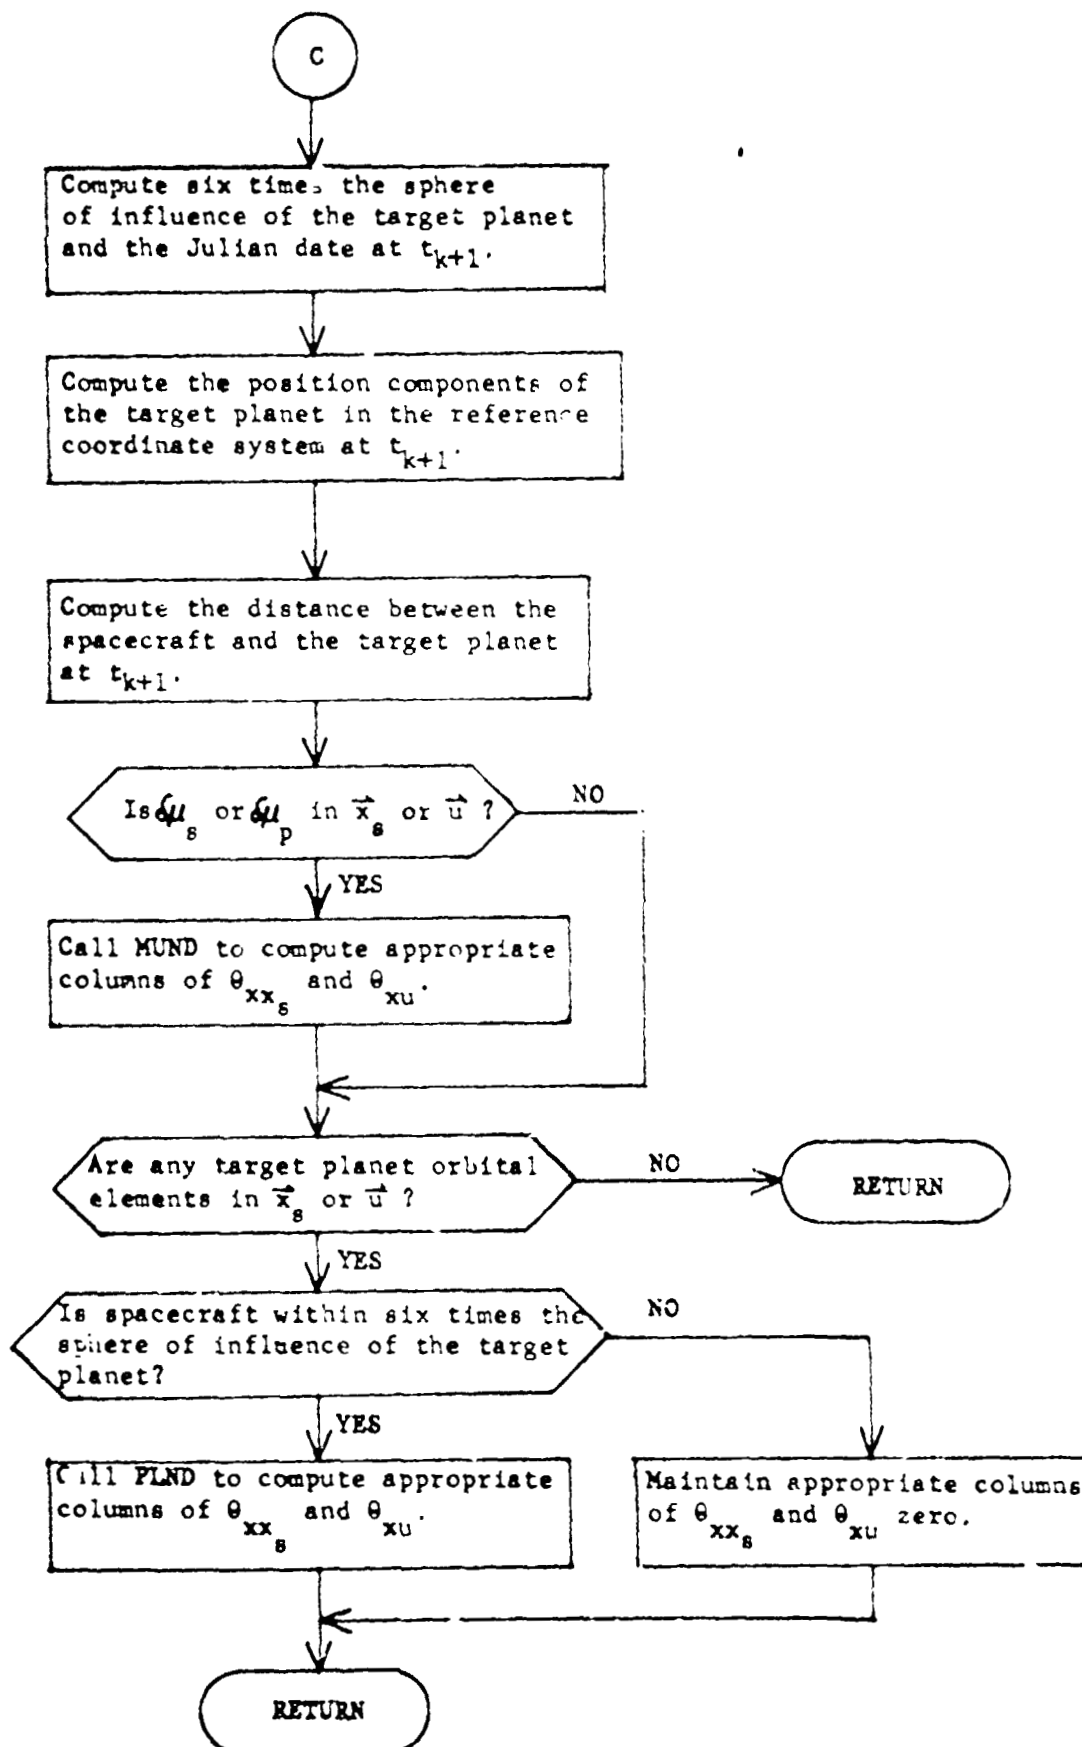 C
Compute six times the sphere
of influence of the target planet
and the Julian date at t_{k+1}.
Compute the position components of
the target planet in the reference
coordinate system at t_{k+1}.
Compute the distance between the
spacecraft and the target planet
at t_{k+1}.
Is δμ_s or δμ_p in x⃗_s or u⃗ ?
NO
YES
Call MUND to compute appropriate
columns of θ_{xx_s} and θ_{xu}.
Are any target planet orbital
elements in x⃗_s or u⃗ ?
NO
RETURN
YES
Is spacecraft within six times the
sphere of influence of the target
planet?
NO
YES
Call PLND to compute appropriate
columns of θ_{xx_s} and θ_{xu}.
Maintain appropriate columns
of θ_{xx_s} and θ_{xu} zero.
RETURN